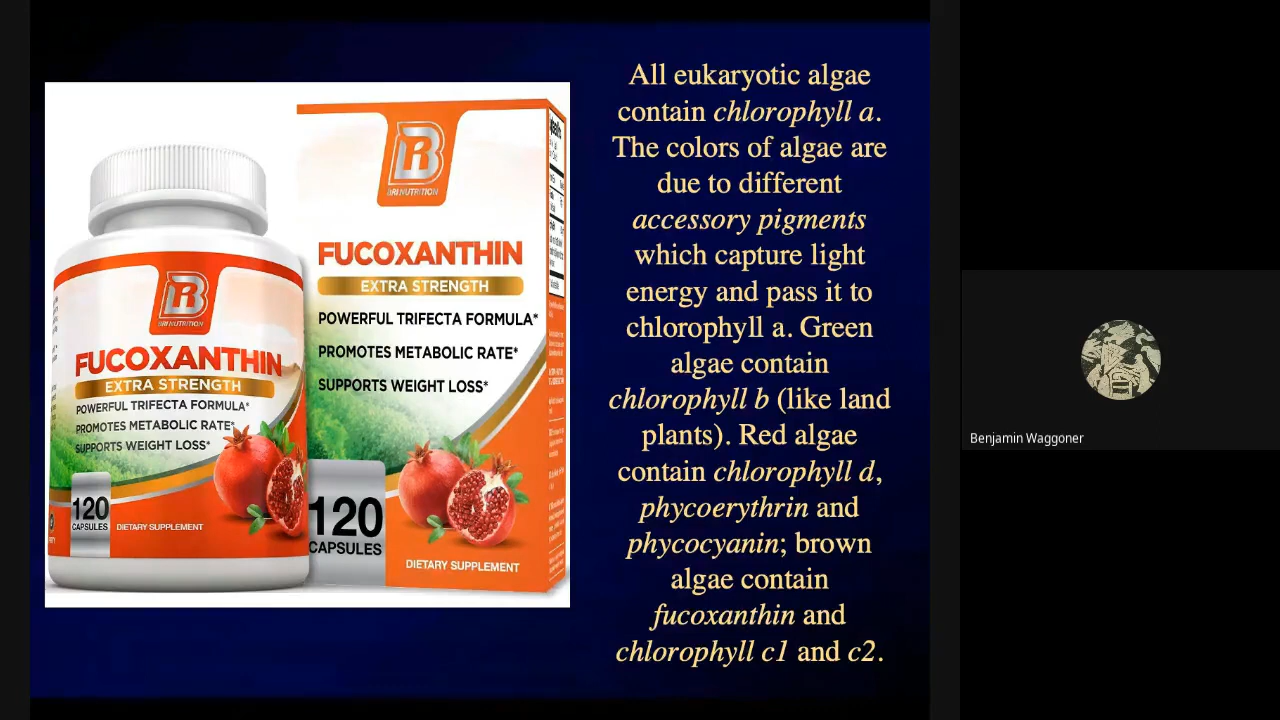 BRI NUTRITION
FUCOXANTHIN
EXTRA STRENGTH
POWERFUL TRIFECTA FORMULA*
PROMOTES METABOLIC RATE*
SUPPORTS WEIGHT LOSS*
120
CAPSULES
DIETARY SUPPLEMENT
BRI NUTRITION
FUCOXANTHIN
EXTRA STRENGTH
POWERFUL TRIFECTA FORMULA*
PROMOTES METABOLIC RATE*
SUPPORTS WEIGHT LOSS*
120
CAPSULES
DIETARY SUPPLEMENT
All eukaryotic algae
contain chlorophyll a.
The colors of algae are
due to different
accessory pigments
which capture light
energy and pass it to
chlorophyll a. Green
algae contain
chlorophyll b (like land
plants). Red algae
contain chlorophyll d,
phycoerythrin and
phycocyanin; brown
algae contain
fucoxanthin and
chlorophyll c1 and c2.
Benjamin Waggoner